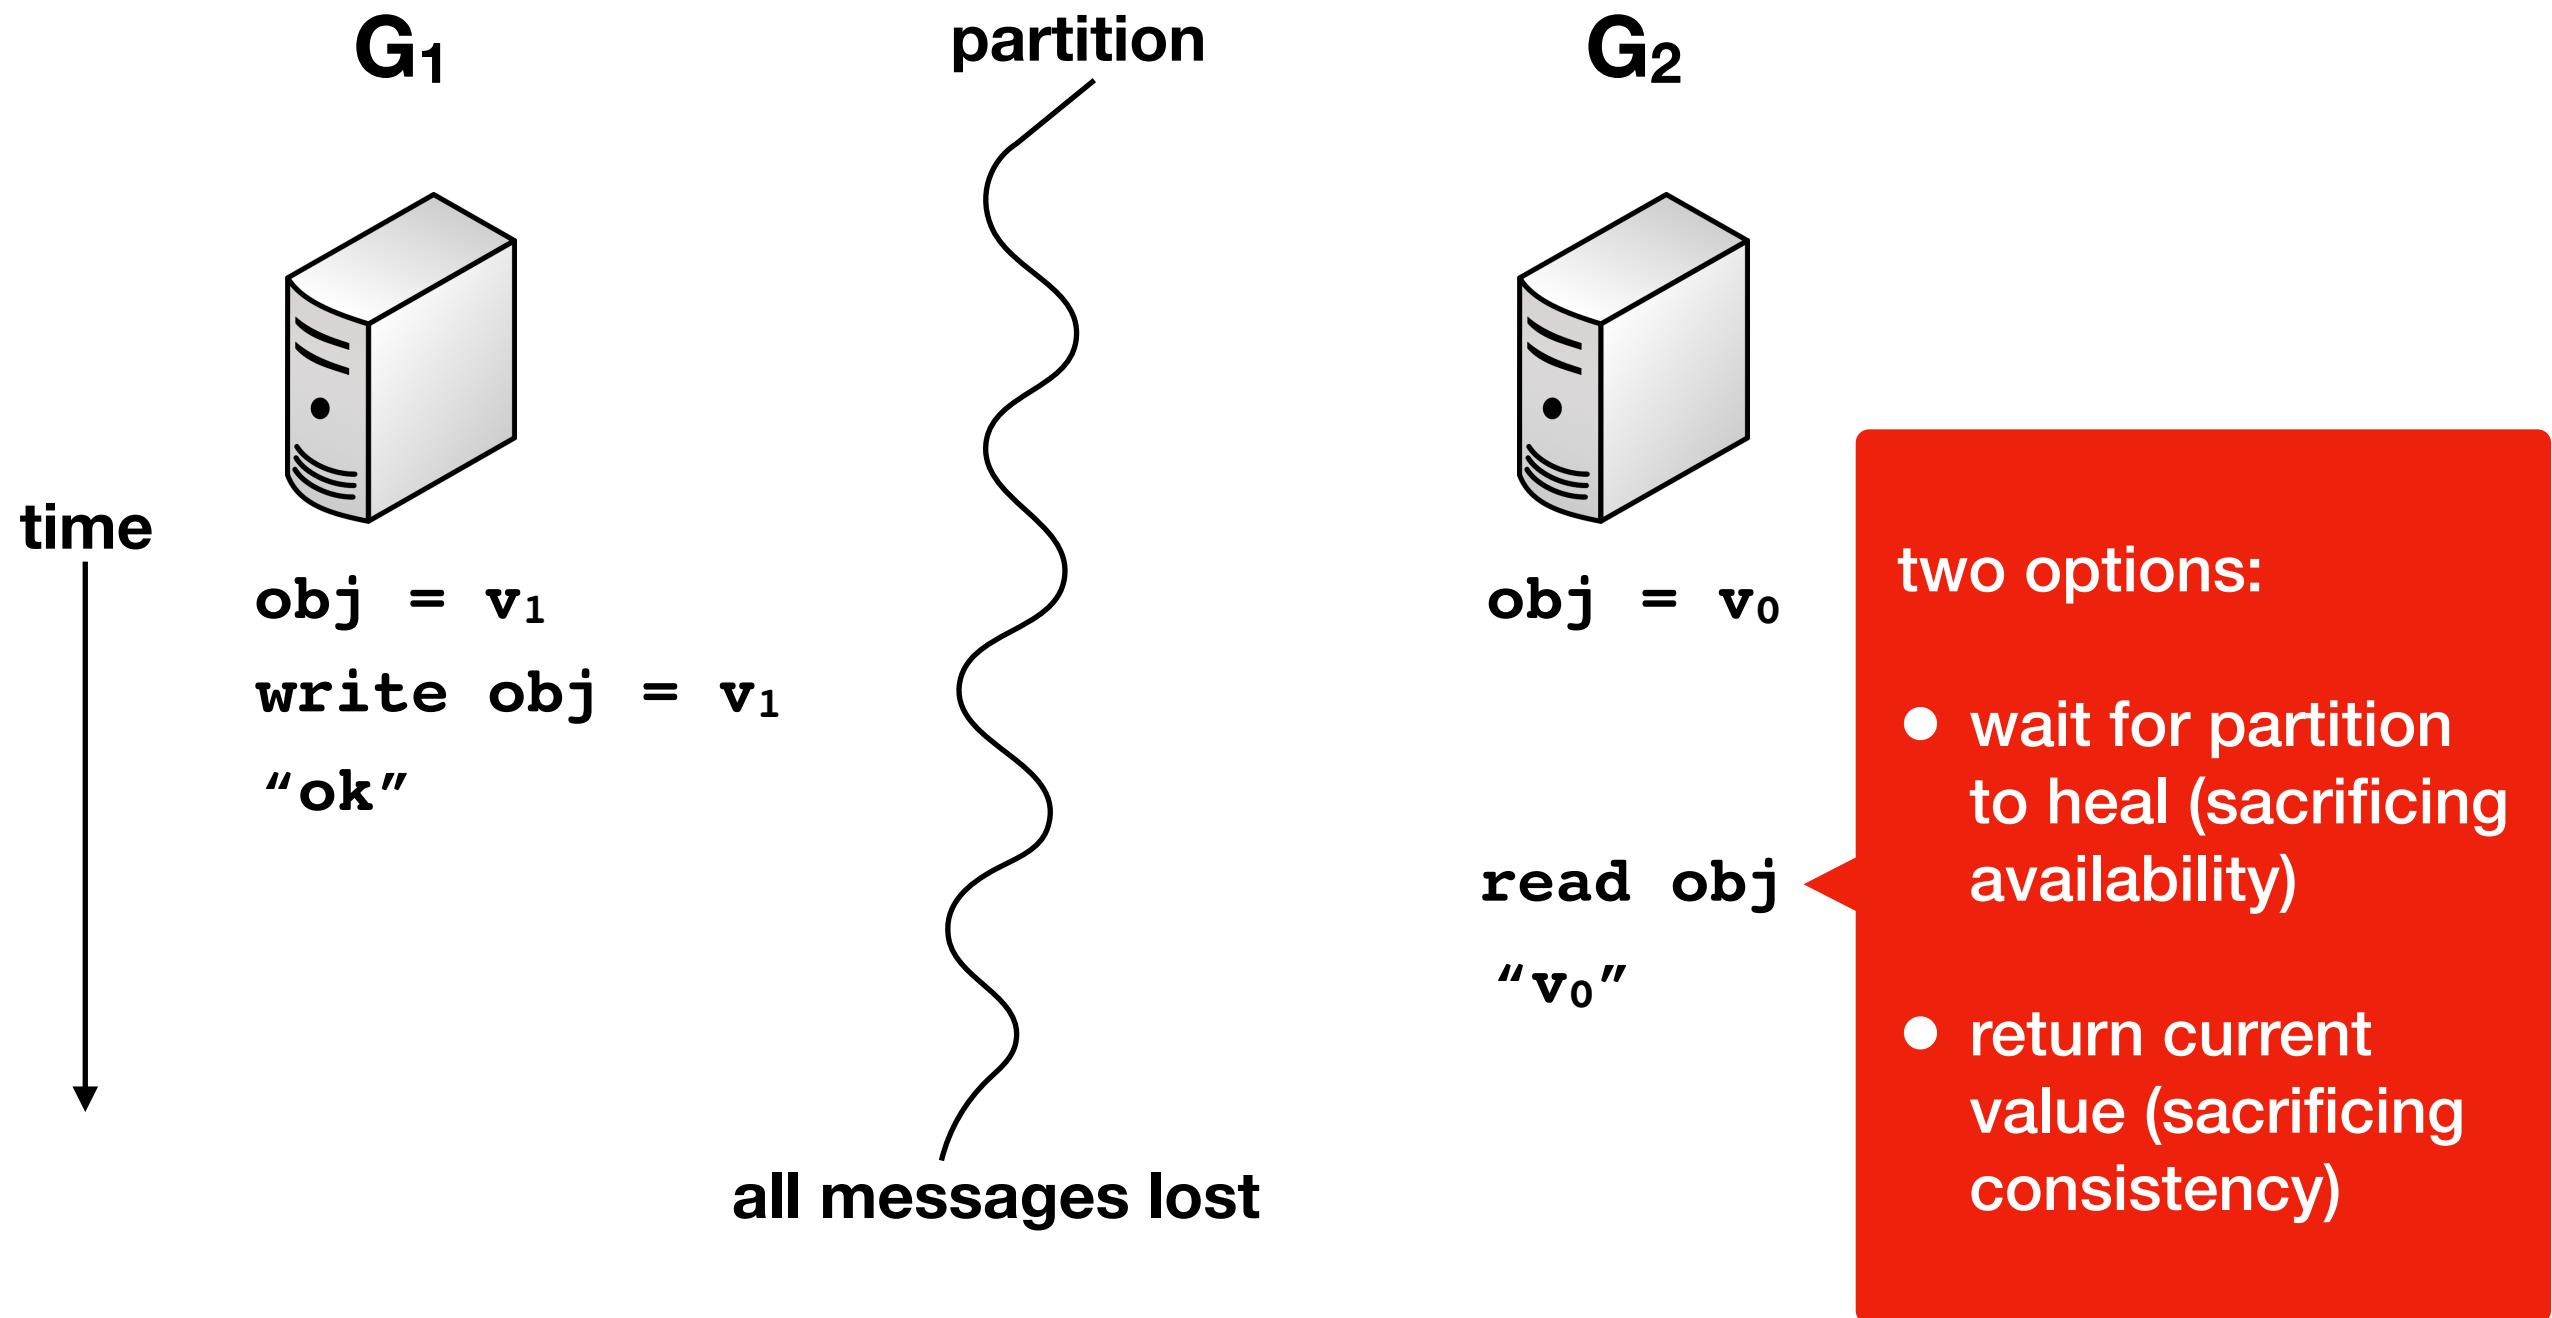 G₁
partition
G₂
time
obj = v₁
write obj = v₁
“ok”
all messages lost
obj = v₀
read obj
“v₀”
two options:
• wait for partition
to heal (sacrificing
availability)
• return current
value (sacrificing
consistency)